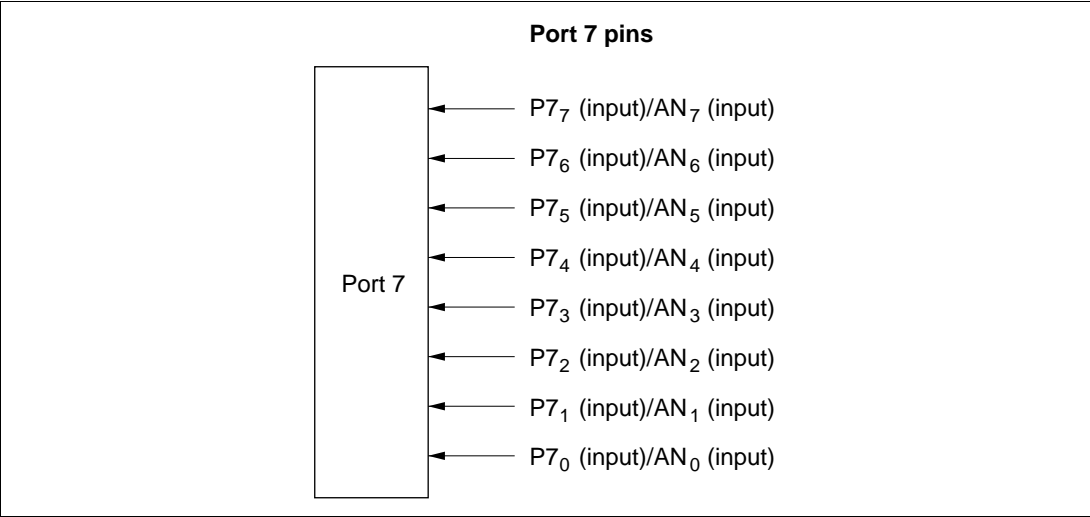 Port 7 pins
P7₇ (input)/AN₇ (input)
P7₆ (input)/AN₆ (input)
P7₅ (input)/AN₅ (input)
P7₄ (input)/AN₄ (input)
Port 7
P7₃ (input)/AN₃ (input)
P7₂ (input)/AN₂ (input)
P7₁ (input)/AN₁ (input)
P7₀ (input)/AN₀ (input)